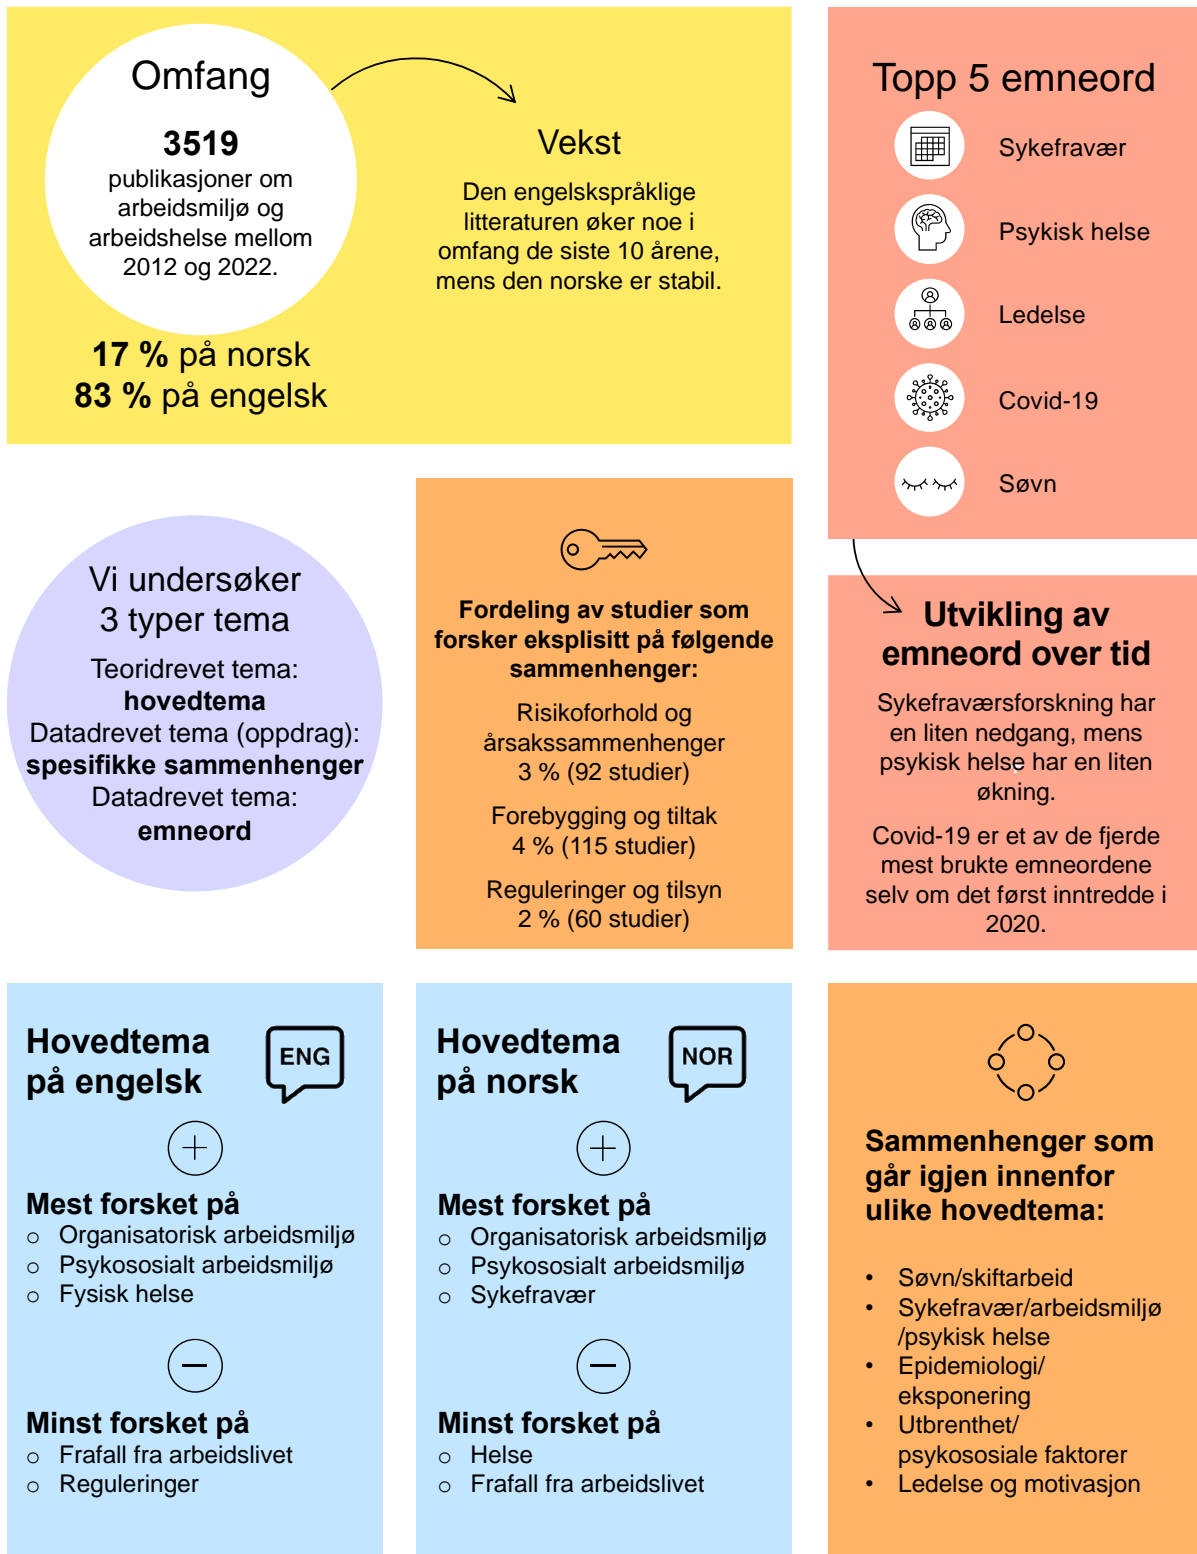 Omfang
3519
publikasjoner om
arbeidsmiljø og
arbeidshelse mellom
2012 og 2022.
17 % på norsk
83 % på engelsk
Vekst
Den engelskspråklige
litteraturen øker noe i
omfang de siste 10 årene,
mens den norske er stabil.
Topp 5 emneord
Sykefravær
Psykisk helse
Ledelse
Covid-19
Søvn
Vi undersøker
3 typer tema
Teoridrevet tema:
hovedtema
Datadrevet tema (oppdrag):
spesifikke sammenhenger
Datadrevet tema:
emneord
Fordeling av studier som
forsker eksplisitt på følgende
sammenhenger:
Risikoforhold og
årsakssammenhenger
3 % (92 studier)
Forebygging og tiltak
4 % (115 studier)
Reguleringer og tilsyn
2 % (60 studier)
Utvikling av
emneord over tid
Sykefraværsforskning har
en liten nedgang, mens
psykisk helse har en liten
økning.
Covid-19 er et av de fjerde
mest brukte emneordene
selv om det først inntredde i
2020.
Hovedtema
på engelsk
ENG
Mest forsket på
○ Organisatorisk arbeidsmiljø
○ Psykososialt arbeidsmiljø
○ Fysisk helse
Minst forsket på
○ Frafall fra arbeidslivet
○ Reguleringer
Hovedtema
på norsk
NOR
Mest forsket på
○ Organisatorisk arbeidsmiljø
○ Psykososialt arbeidsmiljø
○ Sykefravær
Minst forsket på
○ Helse
○ Frafall fra arbeidslivet
Sammenhenger som
går igjen innenfor
ulike hovedtema:
• Søvn/skiftarbeid
• Sykefravær/arbeidsmiljø
/psykisk helse
• Epidemiologi/
eksponering
• Utbrenthet/
psykososiale faktorer
• Ledelse og motivasjon